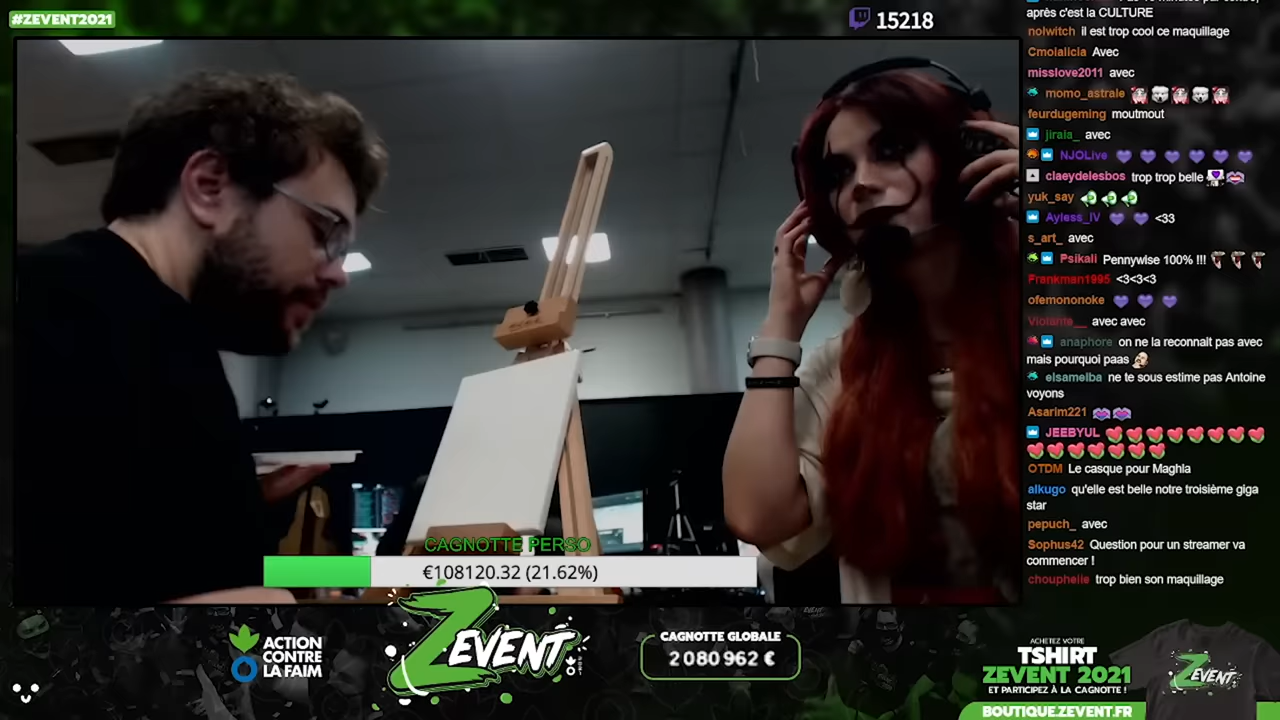 #ZEVENT2021
15218
après c'est la CULTURE
nolwitch il est trop cool ce maquillage
Cmolalicia Avec
misslove2011 avec
momo_astrale
feurdugeming moutmout
jirala_ avec
NJOLive
claeydelesbos trop trop belle
yuk_say
Ayless_IV <33
s_art_ avec
Psikali Pennywise 100% !!!
Frankman1995 <3<3<3
ofemononoke
Violante__ avec avec
anaphore on ne la reconnait pas avec
mais pourquoi paas
elsamelba ne te sous estime pas Antoine
voyons
Asarim221
JEEBYUL
OTDM Le casque pour Maghla
alkugo qu'elle est belle notre troisième giga
star
pepuch_ avec
Sophus42 Question pour un streamer va
commencer !
chouphelie trop bien son maquillage
CAGNOTTE PERSO
€108120.32 (21.62%)
ACTION
CONTRE
LA FAIM
ZEVENT
CAGNOTTE GLOBALE
2 080 962 €
ACHETEZ VOTRE
TSHIRT
ZEVENT 2021
ET PARTICIPEZ À LA CAGNOTTE !
BOUTIQUE.ZEVENT.FR
ZEVENT